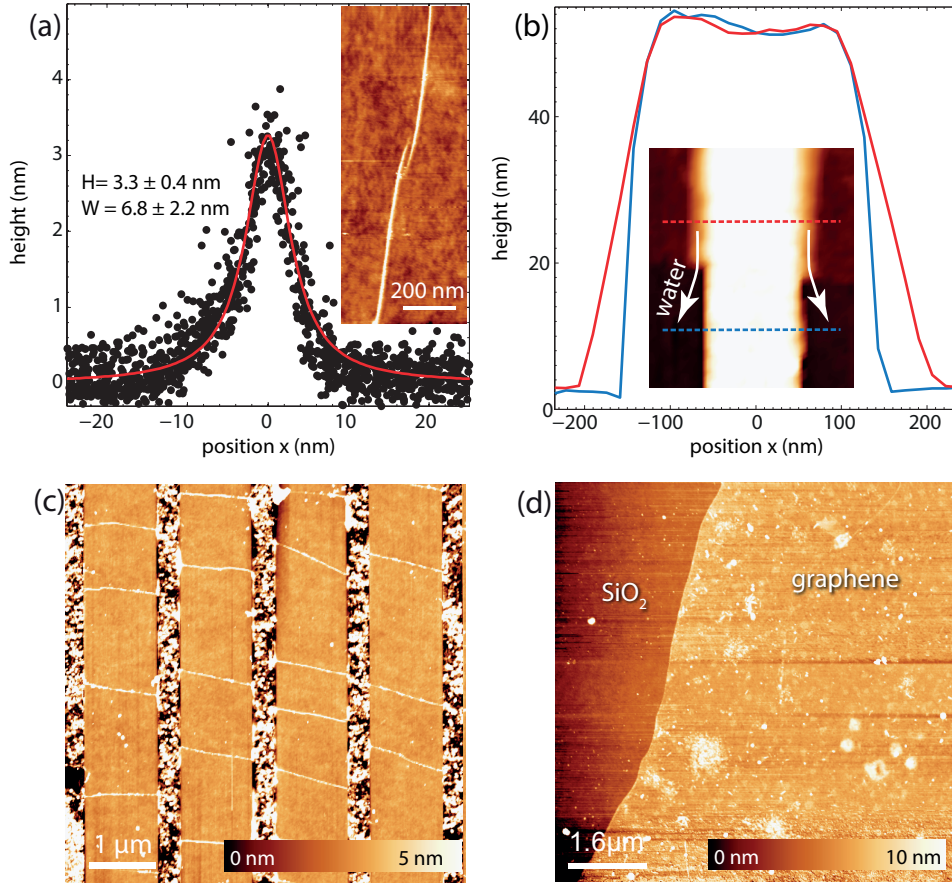 (a)
height (nm)
4
3
2
1
0
H= 3.3 ± 0.4 nm
W = 6.8 ± 2.2 nm
200 nm
−20
−10
0
10
20
position x (nm)
(b)
height (nm)
40
20
0
water
−200
−100
0
100
200
position x (nm)
(c)
1 µm
0 nm
5 nm
(d)
SiO2
graphene
1.6µm
0 nm
10 nm